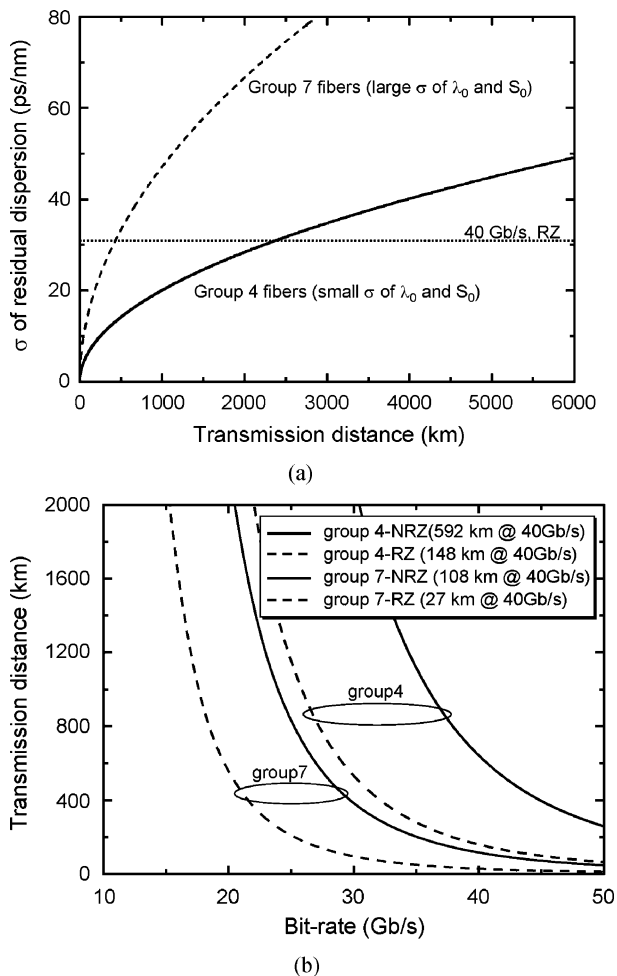 80
Group 7 fibers (large σ of λ₀ and S₀)
60
40
40 Gb/s, RZ
20
Group 4 fibers (small σ of λ₀ and S₀)
0
σ of residual dispersion (ps/nm)
0 1000 2000 3000 4000 5000 6000
Transmission distance (km)
(a)
2000
group 4-NRZ(592 km @ 40Gb/s)
group 4-RZ (148 km @ 40Gb/s)
1600
group 7-NRZ (108 km @ 40Gb/s)
group 7-RZ (27 km @ 40Gb/s)
1200
group4
800
group7
400
0
Transmission distance (km)
10 20 30 40 50
Bit-rate (Gb/s)
(b)